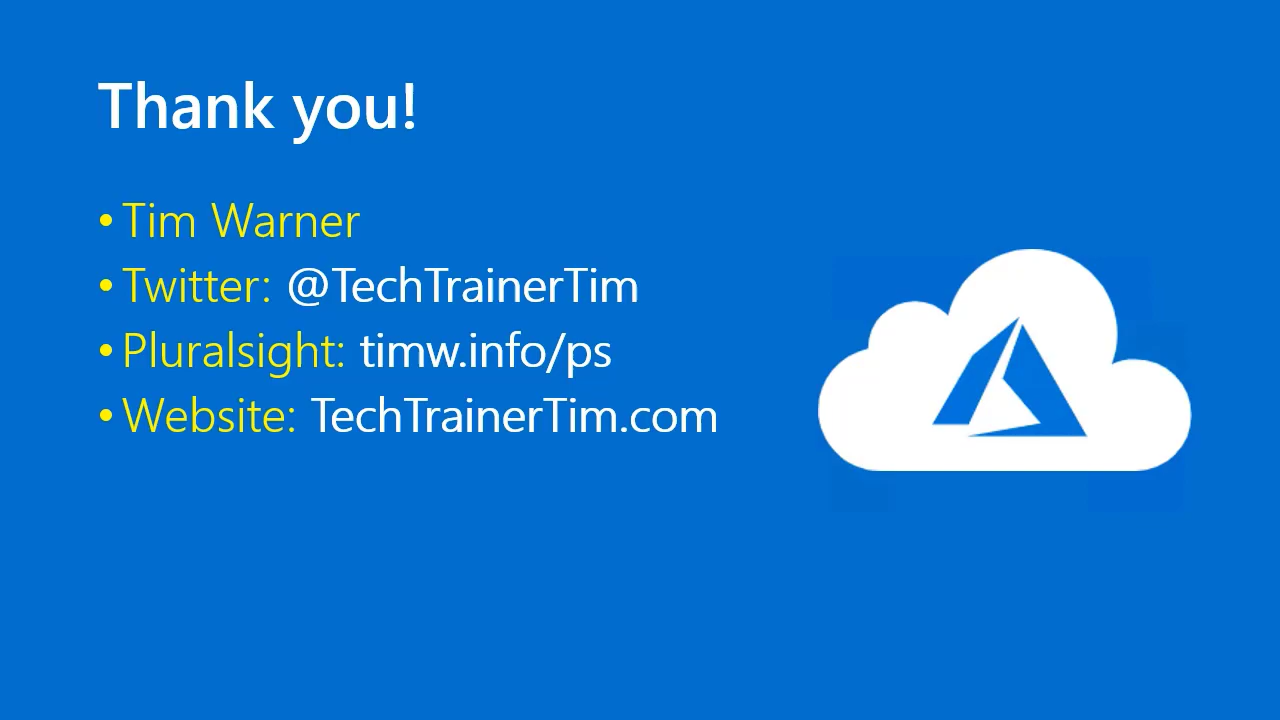 Thank you!
• Tim Warner
• Twitter: @TechTrainerTim
• Pluralsight: timw.info/ps
• Website: TechTrainerTim.com